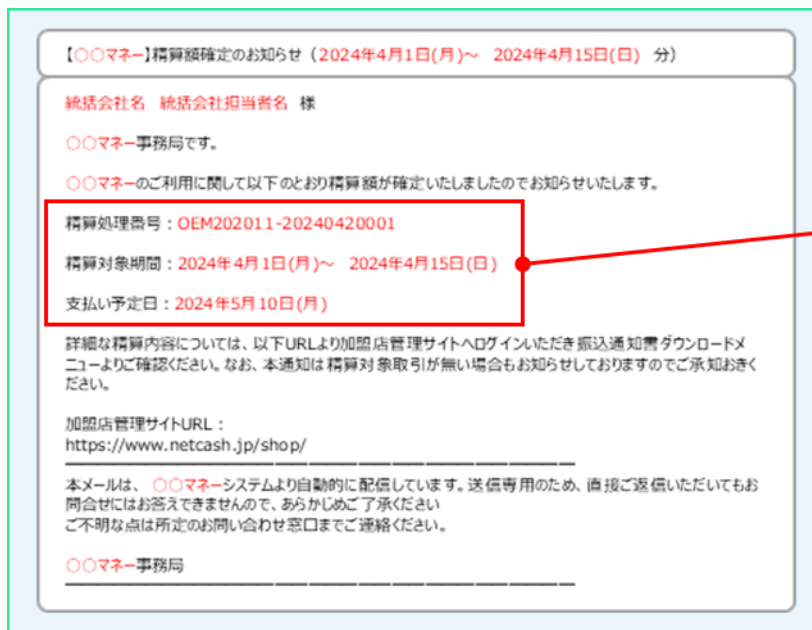 【○○マネー】精算額確定のお知らせ（2024年4月1日(月)～ 2024年4月15日(日) 分）
統括会社名 統括会社担当者名 様
○○マネー事務局です。
○○マネーのご利用に関して以下のとおり精算額が確定いたしましたのでお知らせいたします。
精算処理番号：OEM202011-20240420001
精算対象期間：2024年4月1日(月)～ 2024年4月15日(日)
支払い予定日：2024年5月10日(月)
詳細な精算内容については、以下URLより加盟店管理サイトへログインいただき振込通知書ダウンロードメ
ニューよりご確認ください。なお、本通知は精算対象取引が無い場合もお知らせしておりますのでご承知おきく
ださい。
加盟店管理サイトURL：
https://www.netcash.jp/shop/
本メールは、 ○○マネーシステムより自動的に配信しています。送信専用のため、直接ご返信いただいてもお
問合せにはお答えできませんので、あらかじめご了承ください
ご不明な点は所定のお問い合わせ窓口までご連絡ください。
○○マネー事務局